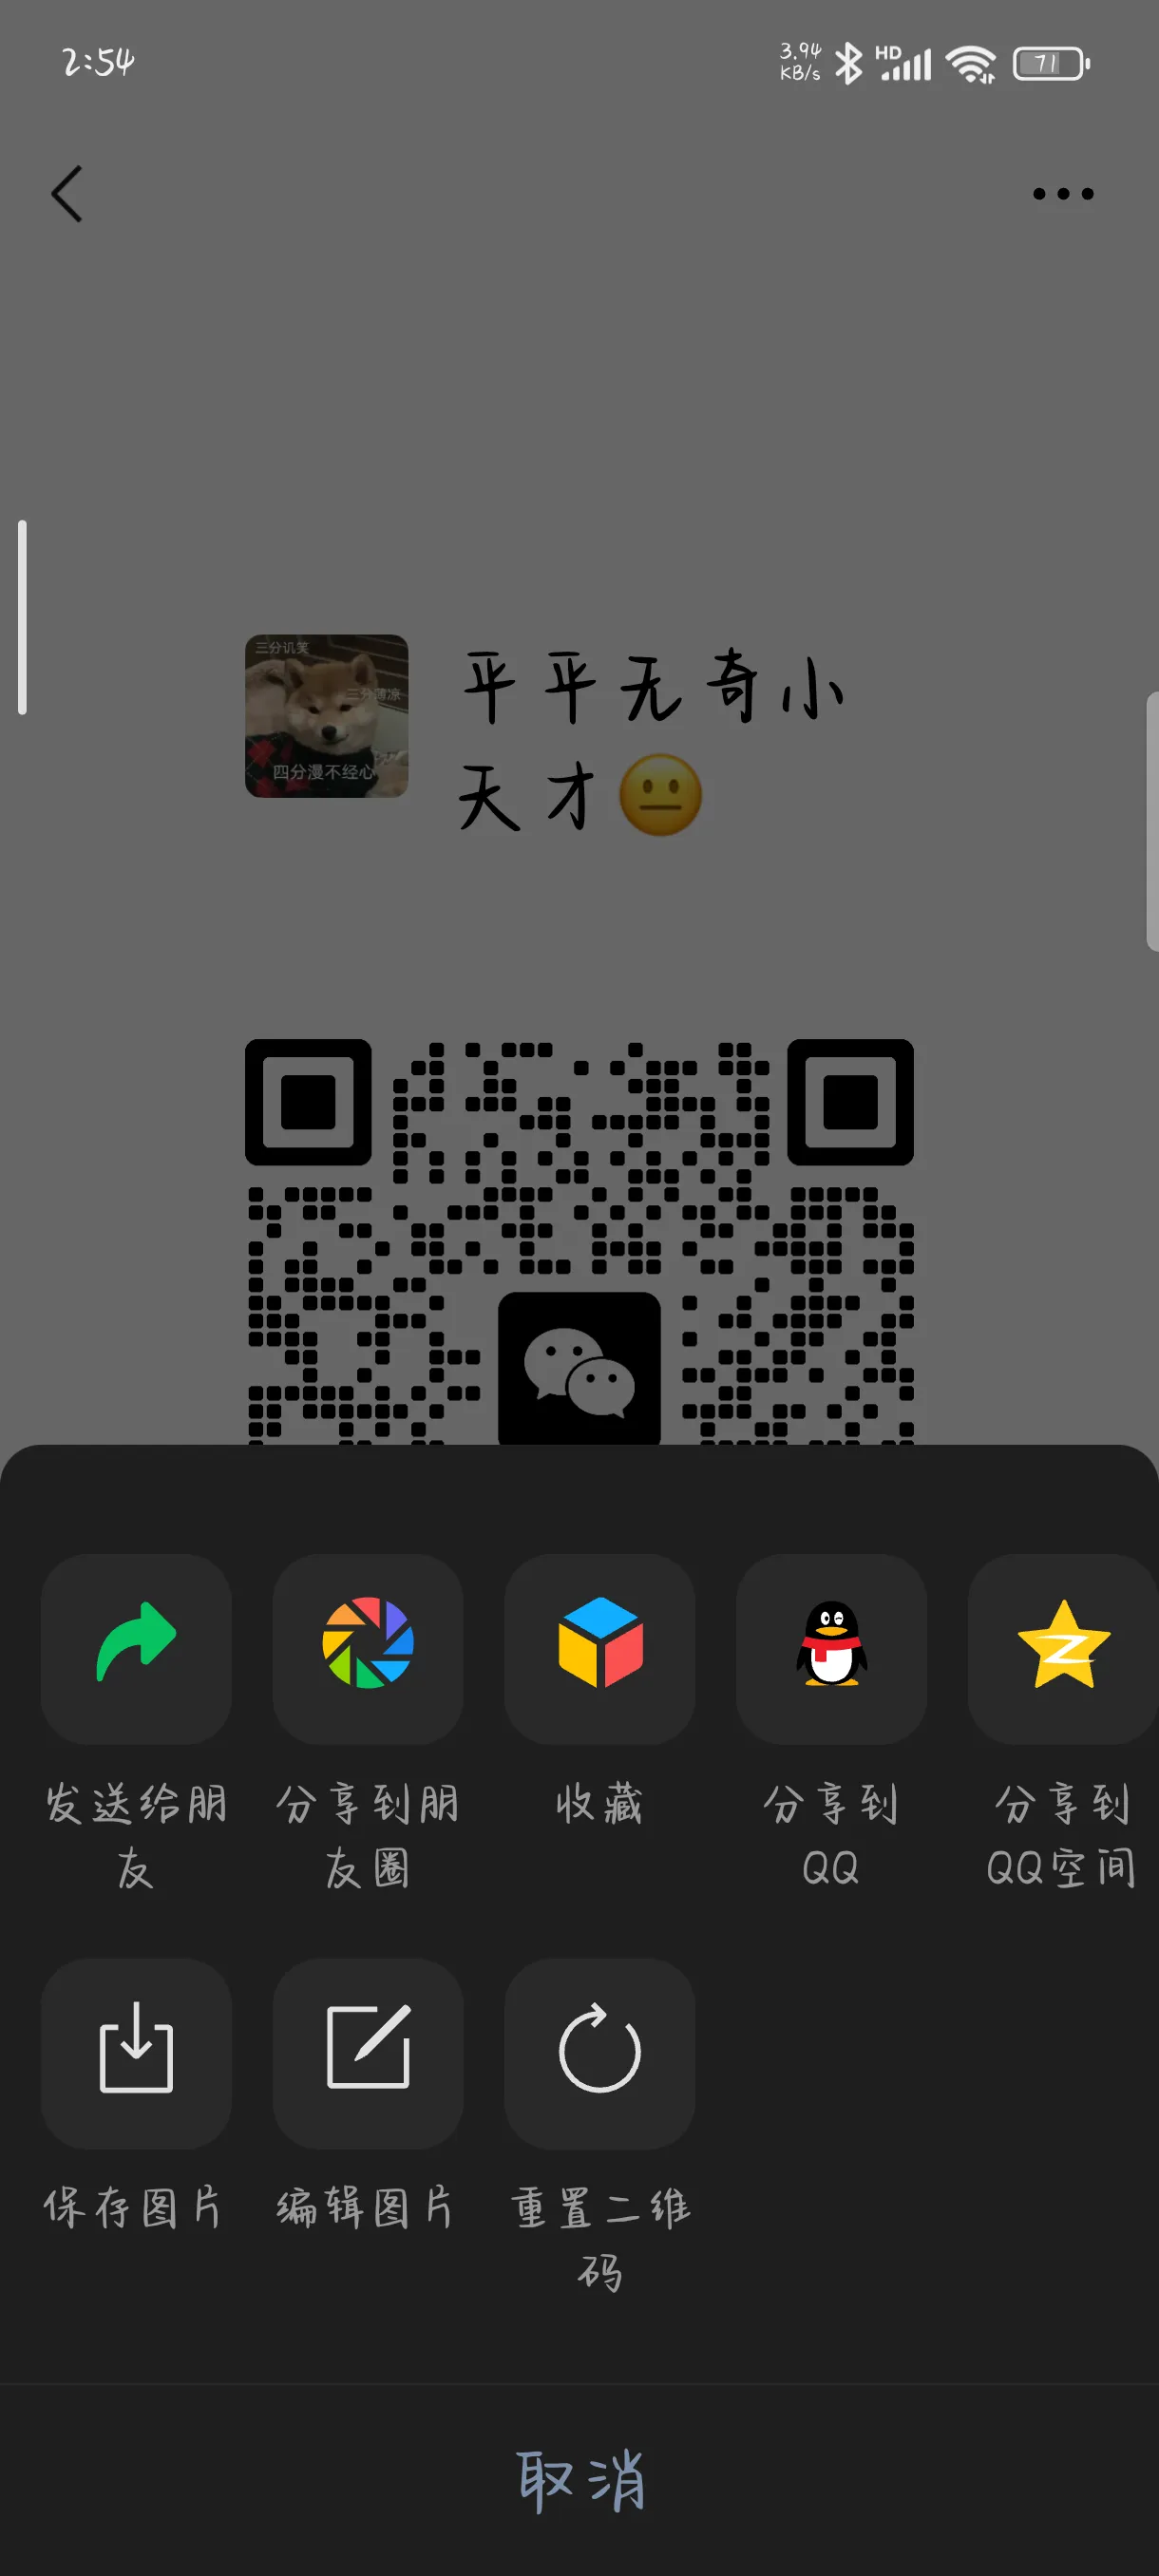 2:54
3.94
KB/s
HD
71
三分讥笑
三分薄凉
四分漫不经心
平平无奇小
天才😐
发送给朋
友
分享到朋
友圈
收藏
分享到
QQ
分享到
QQ空间
保存图片
编辑图片
重置二维
码
取消